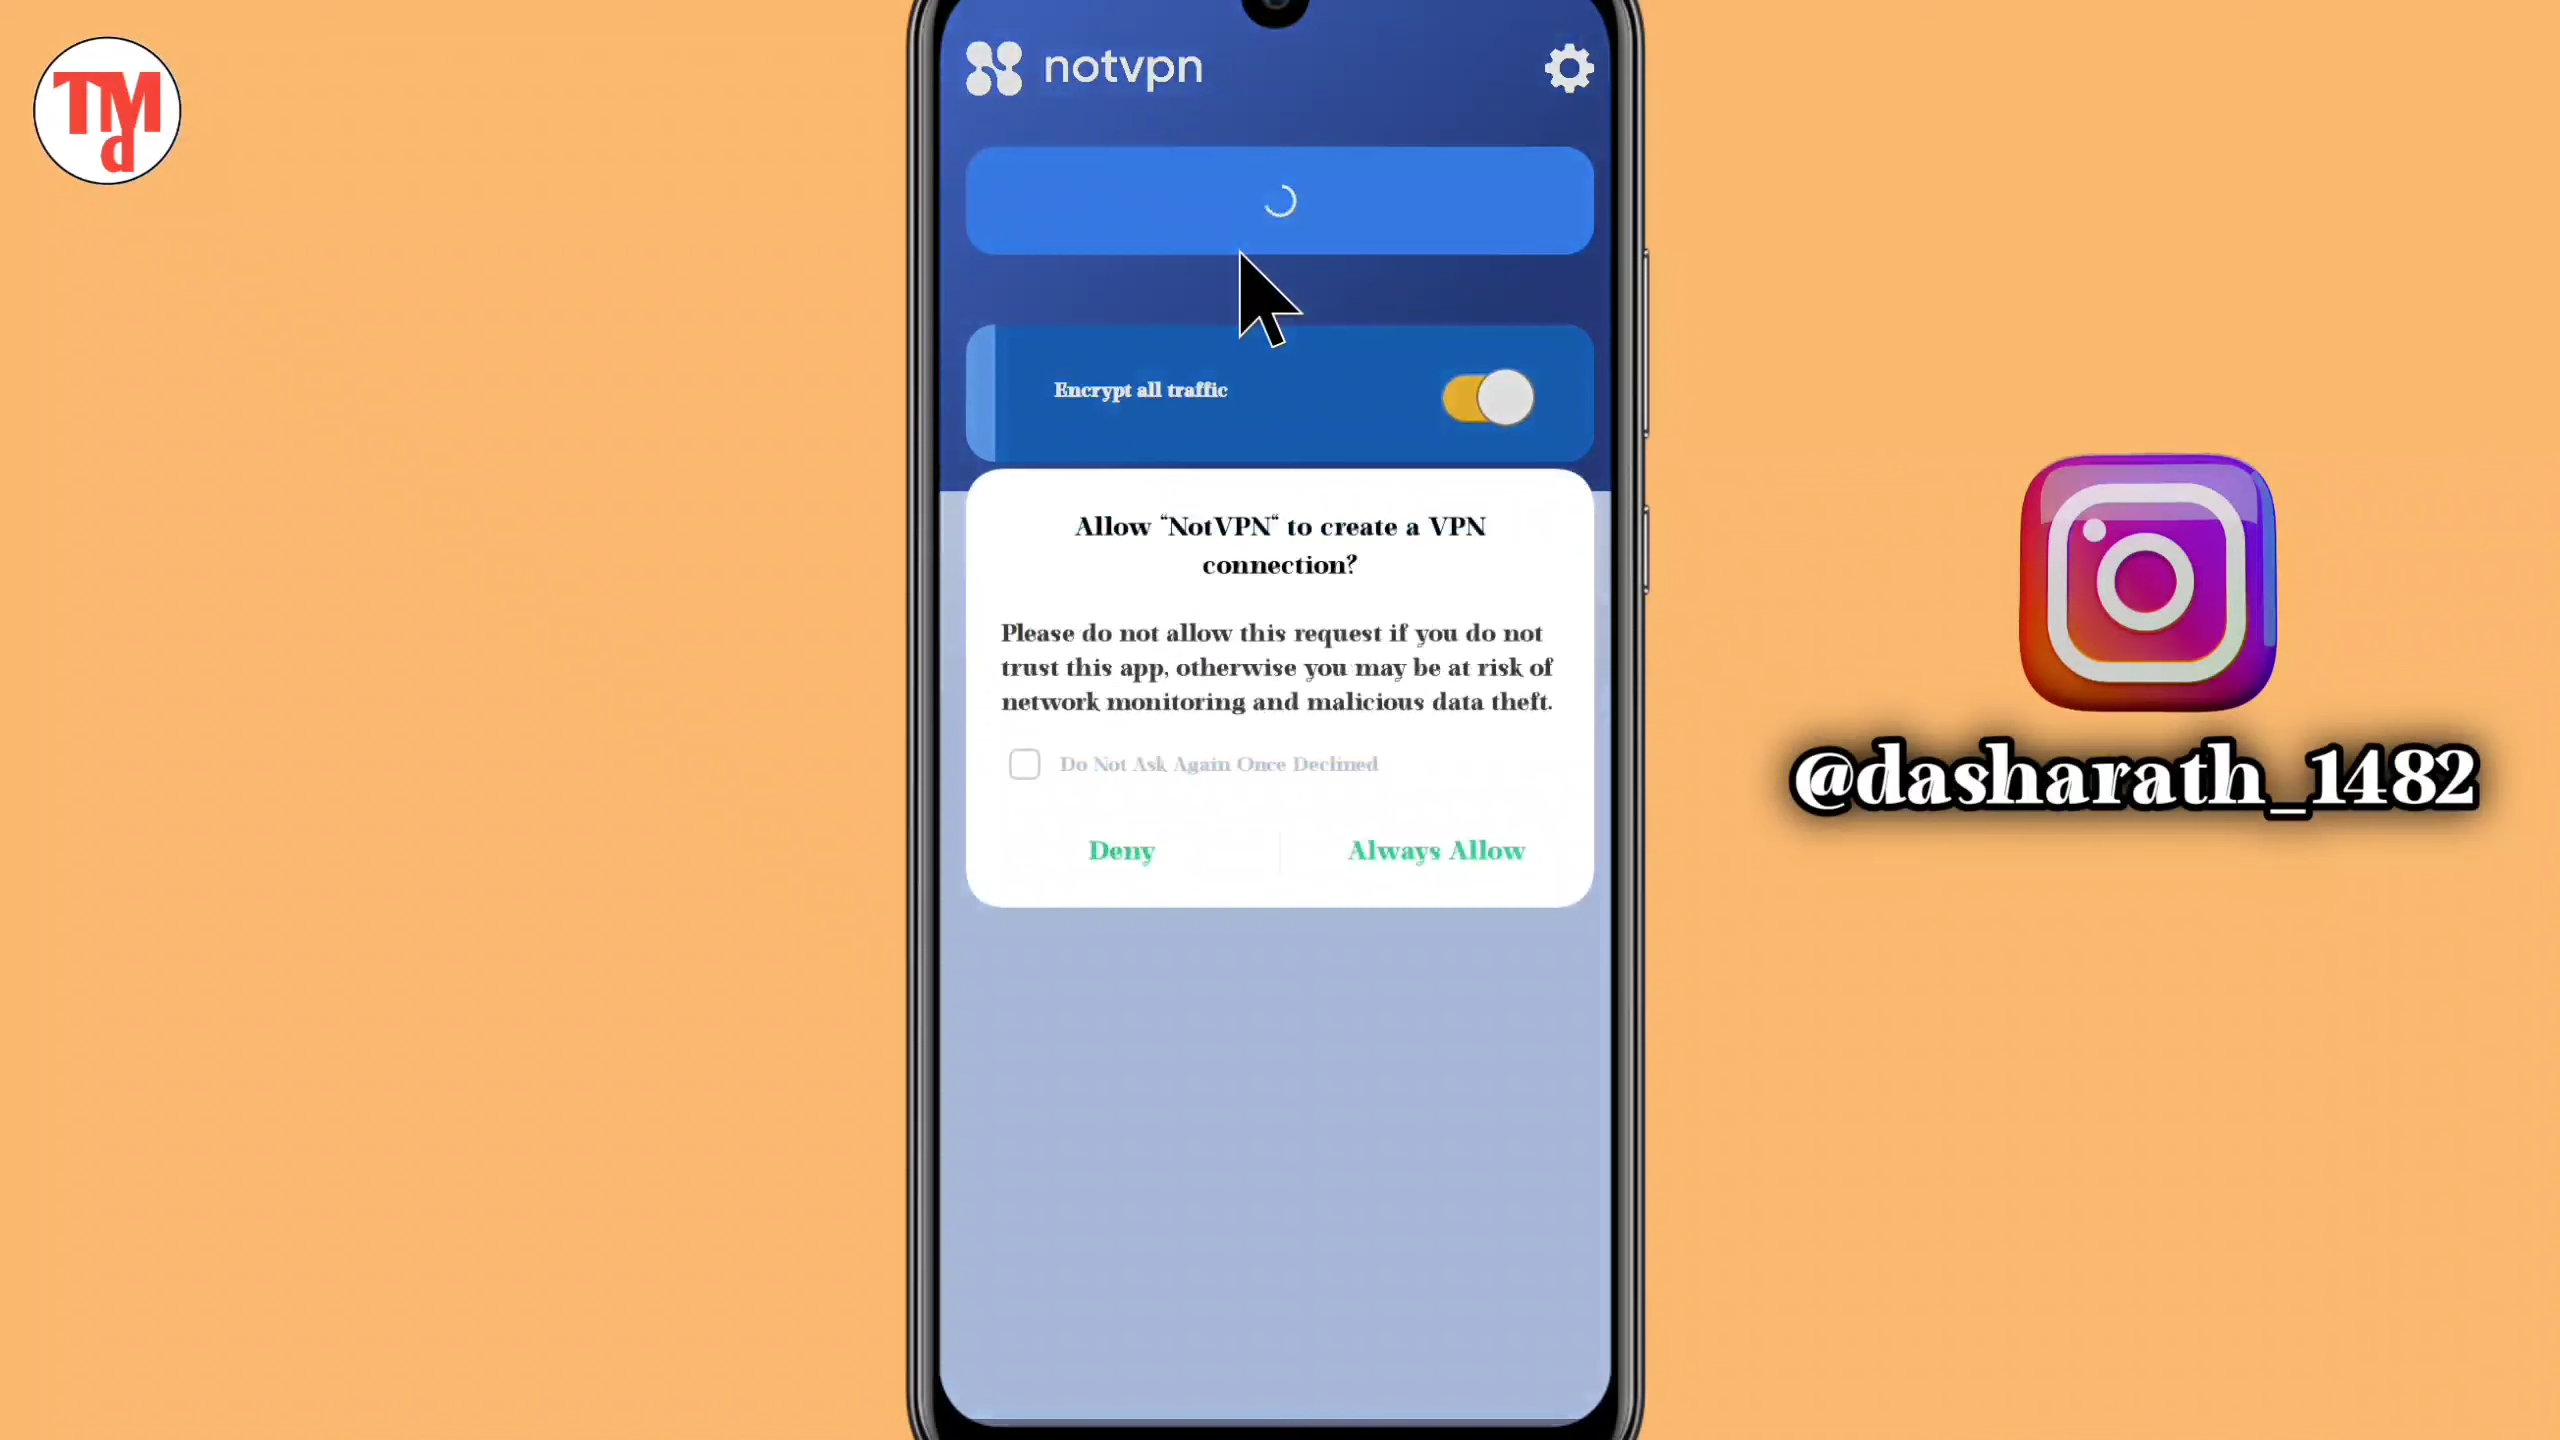 TMd
notvpn
Encrypt all traffic
Allow “NotVPN“ to create a VPN
connection?
Please do not allow this request if you do not
trust this app, otherwise you may be at risk of
network monitoring and malicious data theft.
Do Not Ask Again Once Declined
Deny
Always Allow
@dasharath_1482